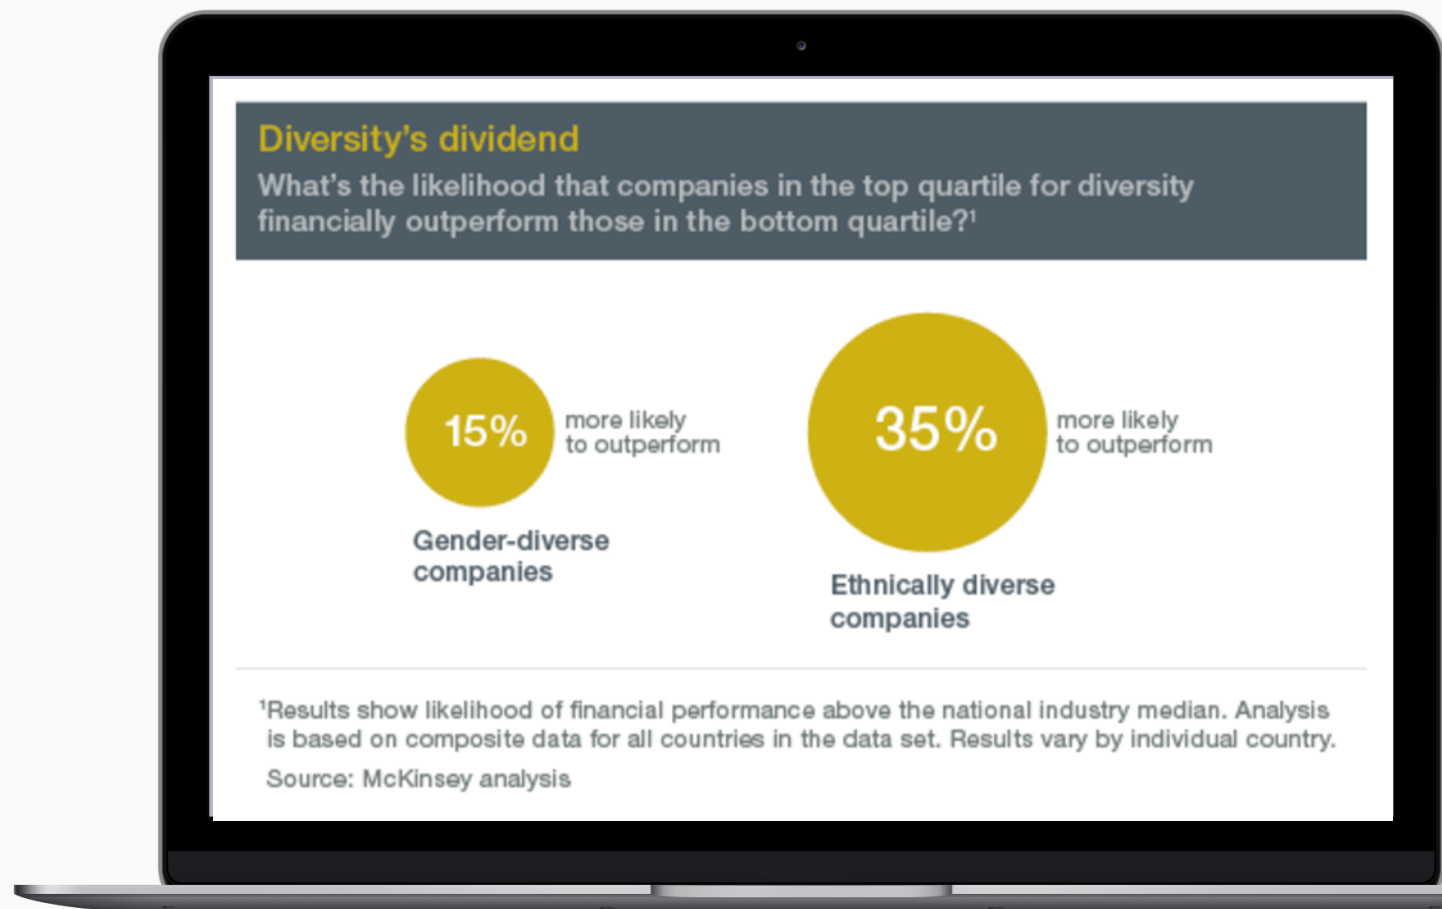 Diversity's dividend
What's the likelihood that companies in the top quartile for diversity
financially outperform those in the bottom quartile?¹
15%
more likely
to outperform
Gender-diverse
companies
35%
more likely
to outperform
Ethnically diverse
companies
¹Results show likelihood of financial performance above the national industry median. Analysis
is based on composite data for all countries in the data set. Results vary by individual country.
Source: McKinsey analysis